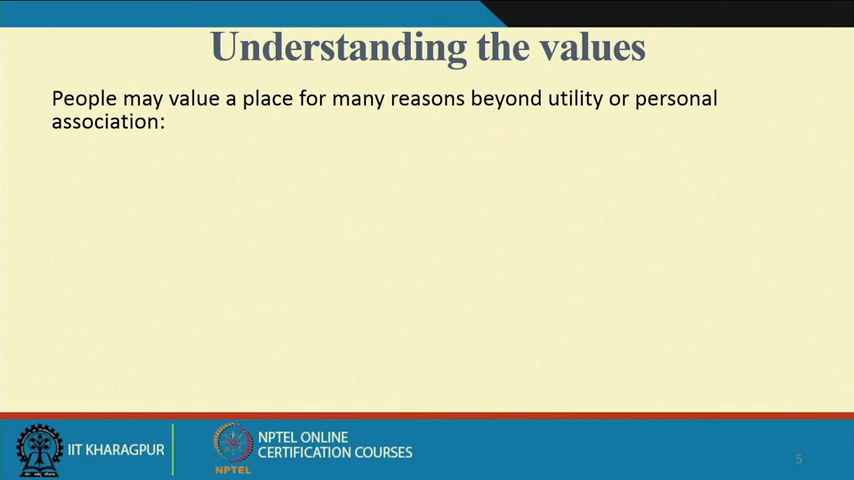 Understanding the values
People may value a place for many reasons beyond utility or personal
association:
IIT KHARAGPUR
NPTEL
NPTEL ONLINE
CERTIFICATION COURSES
5